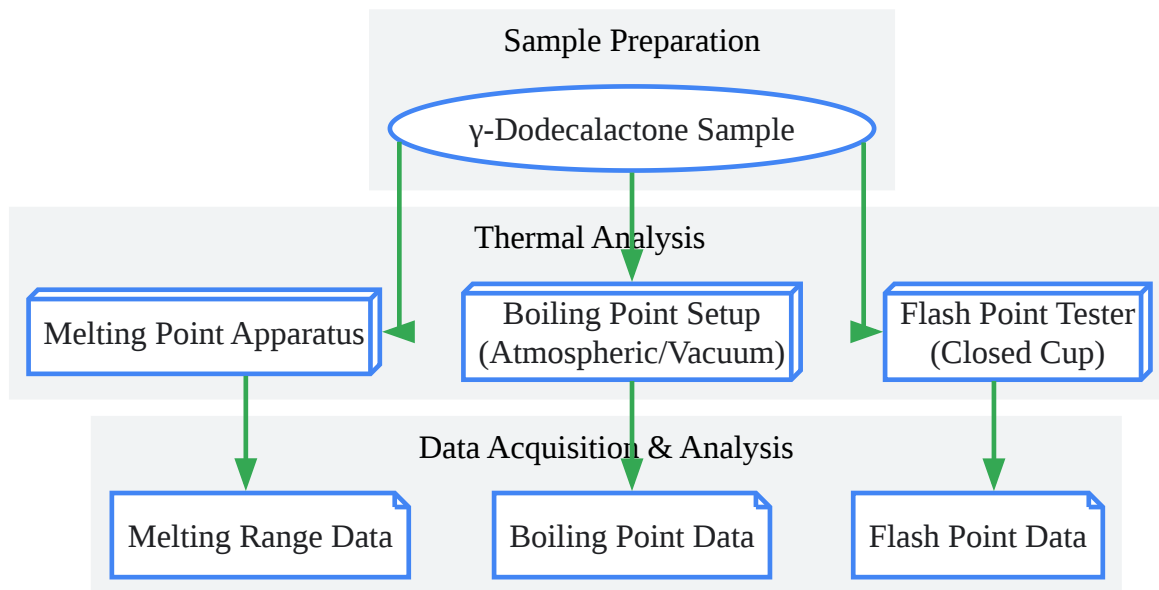 Sample Preparation
γ-Dodecalactone Sample
Thermal Analysis
Melting Point Apparatus
Boiling Point Setup
(Atmospheric/Vacuum)
Flash Point Tester
(Closed Cup)
Data Acquisition & Analysis
Melting Range Data
Boiling Point Data
Flash Point Data